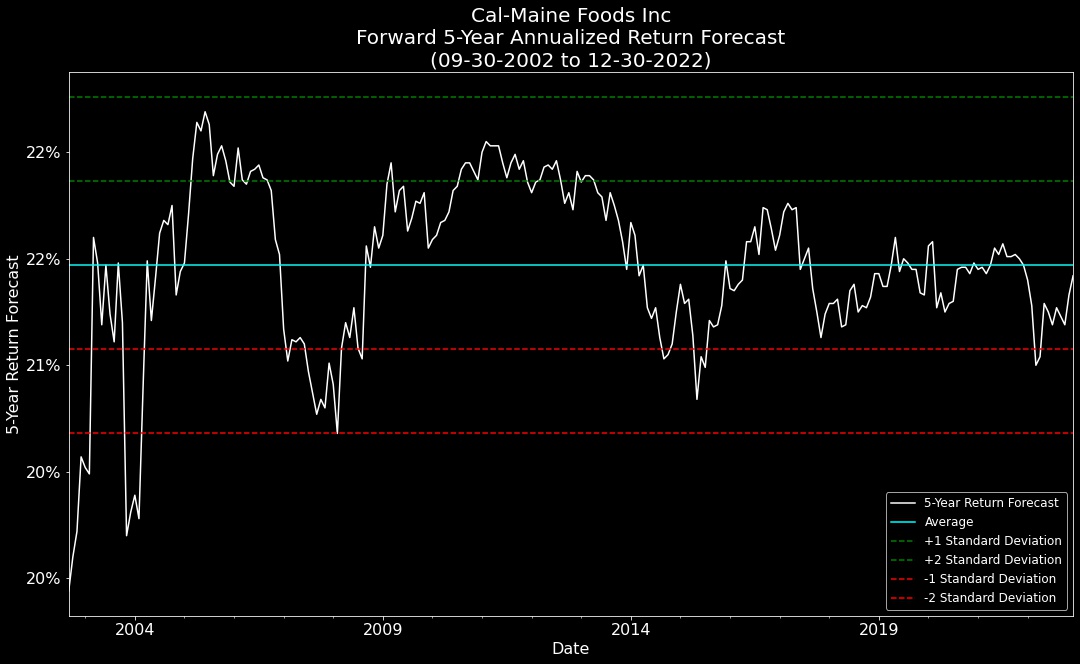 Cal-Maine Foods Inc
Forward 5-Year Annualized Return Forecast
(09-30-2002 to 12-30-2022)
5-Year Return Forecast
22%
22%
21%
20%
20%
5-Year Return Forecast
Average
+1 Standard Deviation
+2 Standard Deviation
-1 Standard Deviation
-2 Standard Deviation
2004
2009
2014
2019
Date